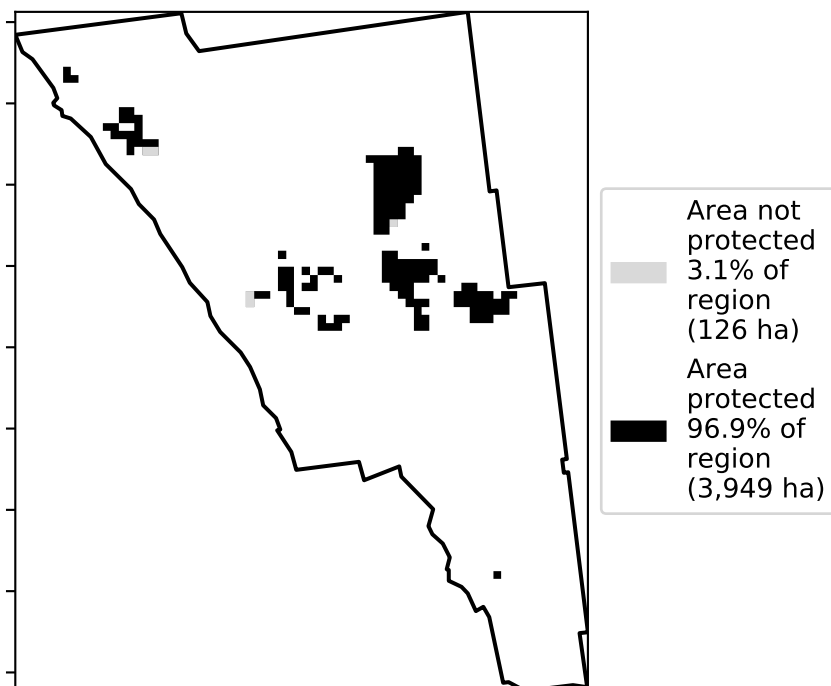 Area not
protected
3.1% of
region
(126 ha)
Area
protected
96.9% of
region
(3,949 ha)